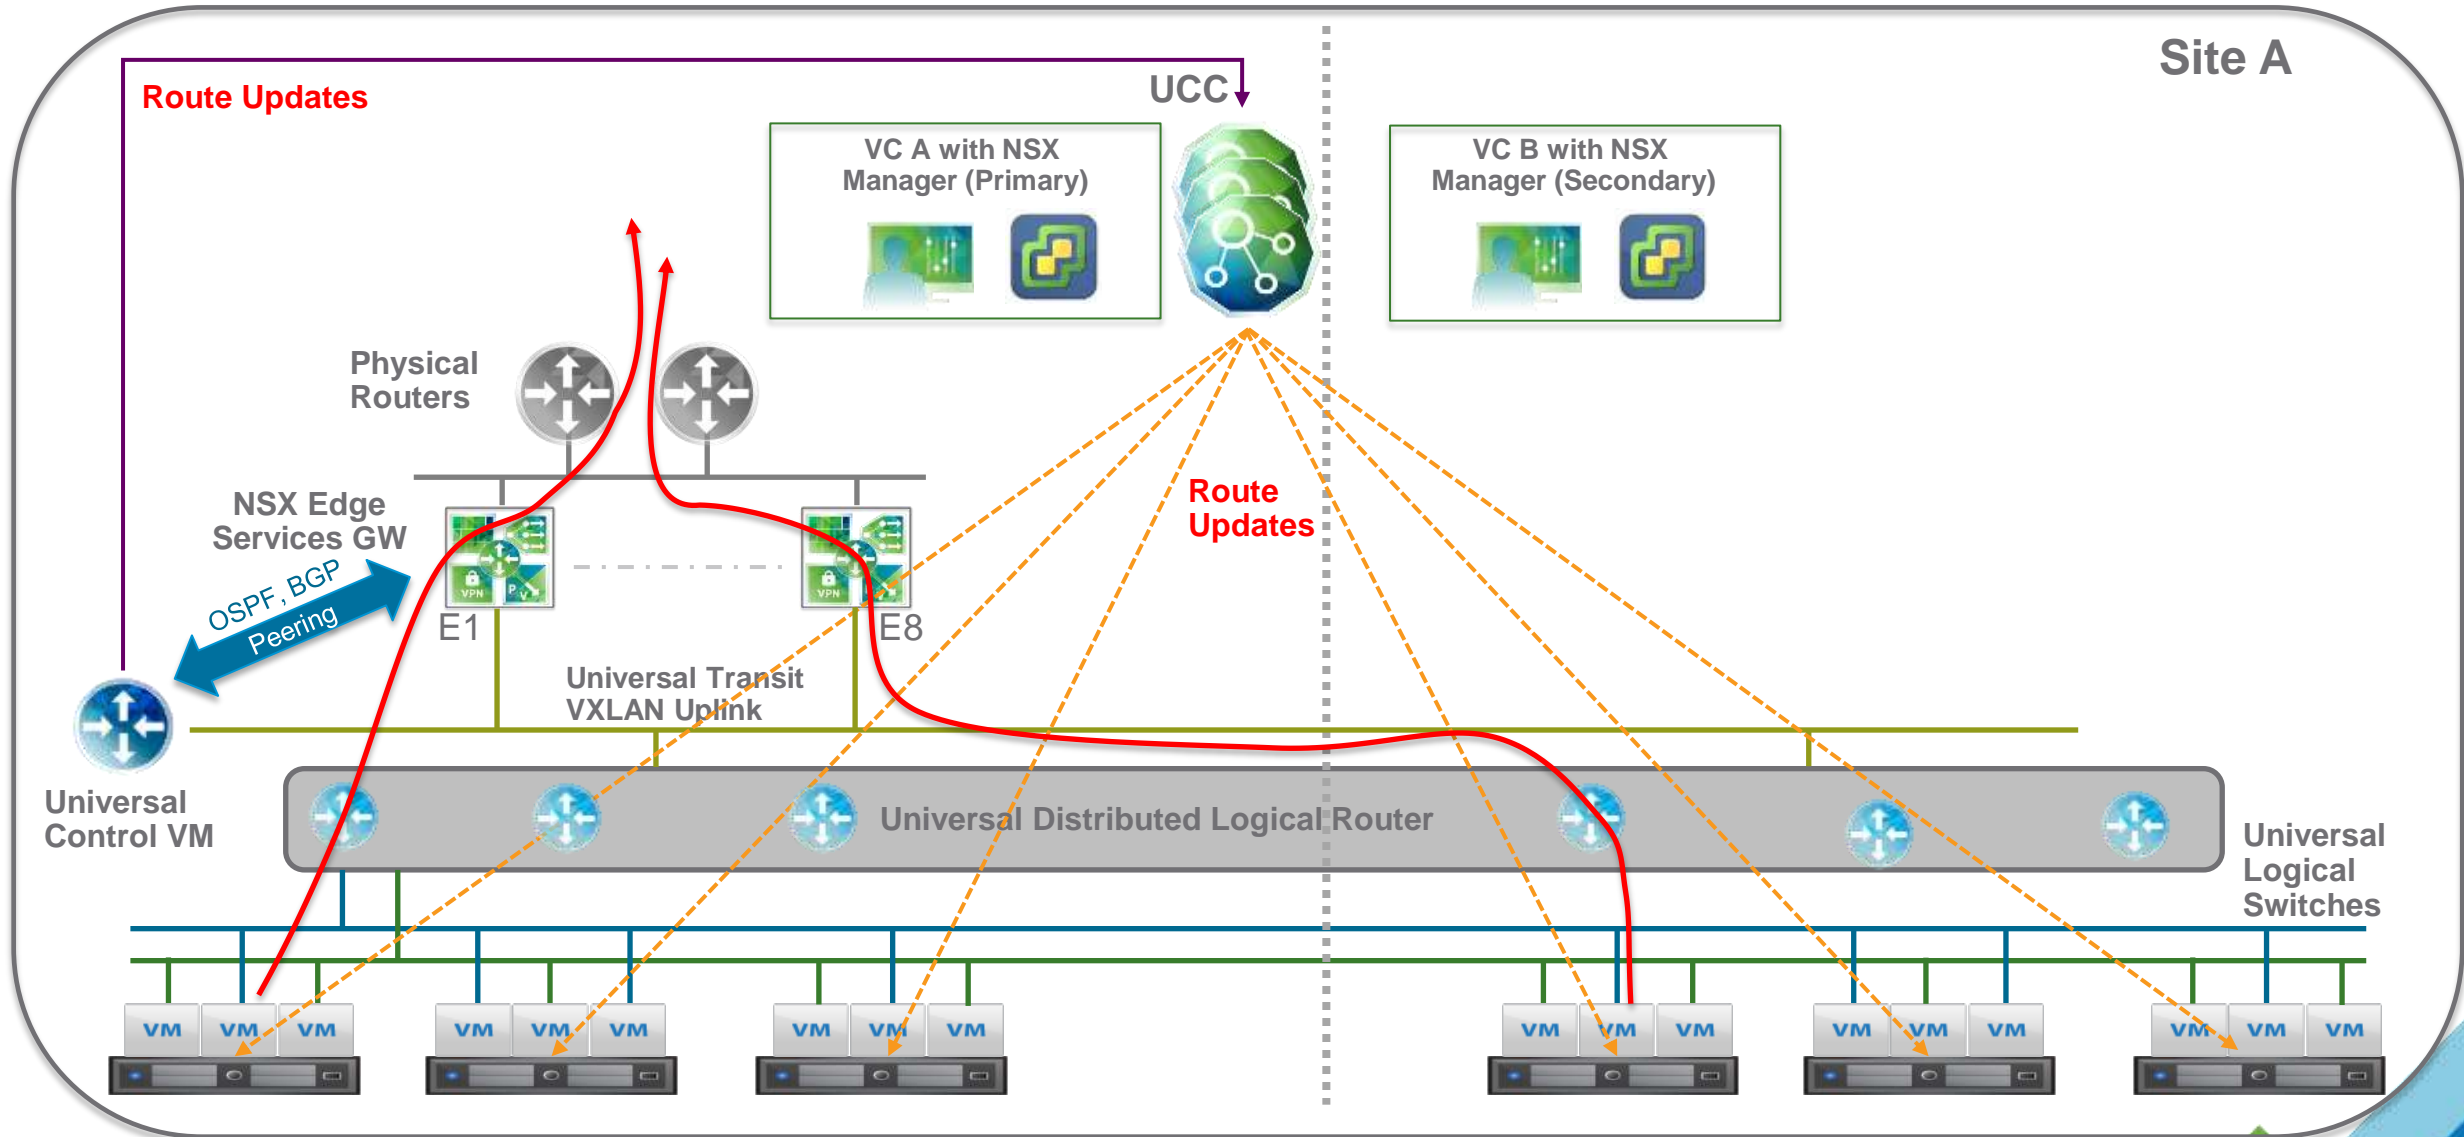 Site A
Route Updates
UCC
VC A with NSX
Manager (Primary)
VC B with NSX
Manager (Secondary)
Physical
Routers
NSX Edge
Services GW
Route
Updates
OSPF, BGP
Peering
VPN
VPN
E1
E8
Universal Transit
VXLAN Uplink
Universal
Control VM
Universal Distributed Logical Router
Universal
Logical
Switches
VM VM VM
VM VM VM
VM VM VM
VM VM VM
VM VM VM
VM VM VM